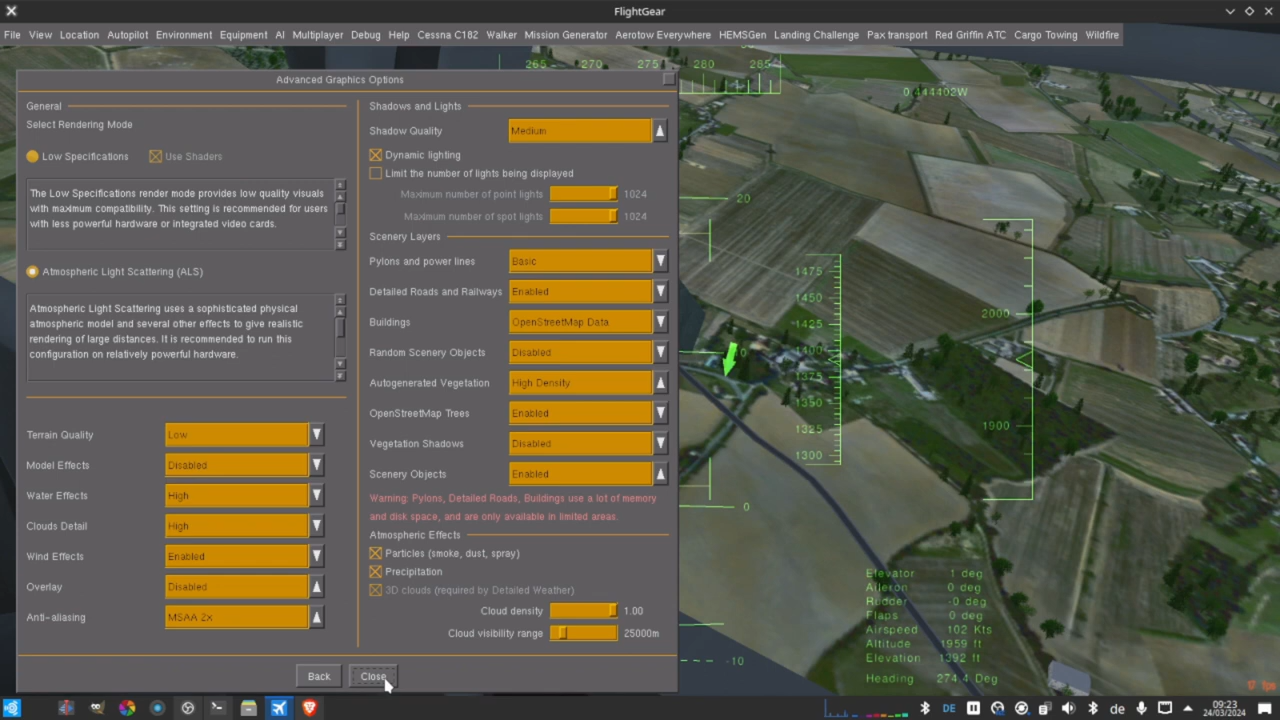 FlightGear
File View Location Autopilot Environment Equipment AI Multiplayer Debug Help Cessna C182 Walker Mission Generator Aerotow Everywhere HEMSGen Landing Challenge Pax transport Red Griffin ATC Cargo Towing Wildfire
265 270 275 280 285
Advanced Graphics Options
General
Select Rendering Mode
Low Specifications
Use Shaders
The Low Specifications render mode provides low quality visuals
with maximum compatibility. This setting is recommended for users
with less powerful hardware or integrated video cards.
Atmospheric Light Scattering (ALS)
Atmospheric Light Scattering uses a sophisticated physical
atmospheric model and several other effects to give realistic
rendering of large distances. It is recommended to run this
configuration on relatively powerful hardware.
Terrain Quality Low
Model Effects Disabled
Water Effects High
Clouds Detail High
Wind Effects Enabled
Overlay Disabled
Anti-aliasing MSAA 2x
Shadows and Lights
Shadow Quality Medium
Dynamic lighting
Limit the number of lights being displayed
Maximum number of point lights 1024
Maximum number of spot lights 1024
Scenery Layers
Pylons and power lines Basic
Detailed Roads and Railways Enabled
Buildings OpenStreetMap Data
Random Scenery Objects Disabled
Autogenerated Vegetation High Density
OpenStreetMap Trees Enabled
Vegetation Shadows Disabled
Scenery Objects Enabled
Warning: Pylons, Detailed Roads, Buildings use a lot of memory
and disk space, and are only available in limited areas.
Atmospheric Effects
Particles (smoke, dust, spray)
Precipitation
3D clouds (required by Detailed Weather)
Cloud density 1.00
Cloud visibility range 25000m
Back Close
0.444402W
20
10
0
-10
1475
1450
1425
1400
1375
1350
1325
1300
2000
1900
Elevator 1 deg
Aileron 0 deg
Rudder -0 deg
Flaps 0 deg
Airspeed 102 Kts
Altitude 1959 ft
Elevation 1392 ft
Heading 274.4 Deg
17 fps
DE
de
09:23
24/03/2024